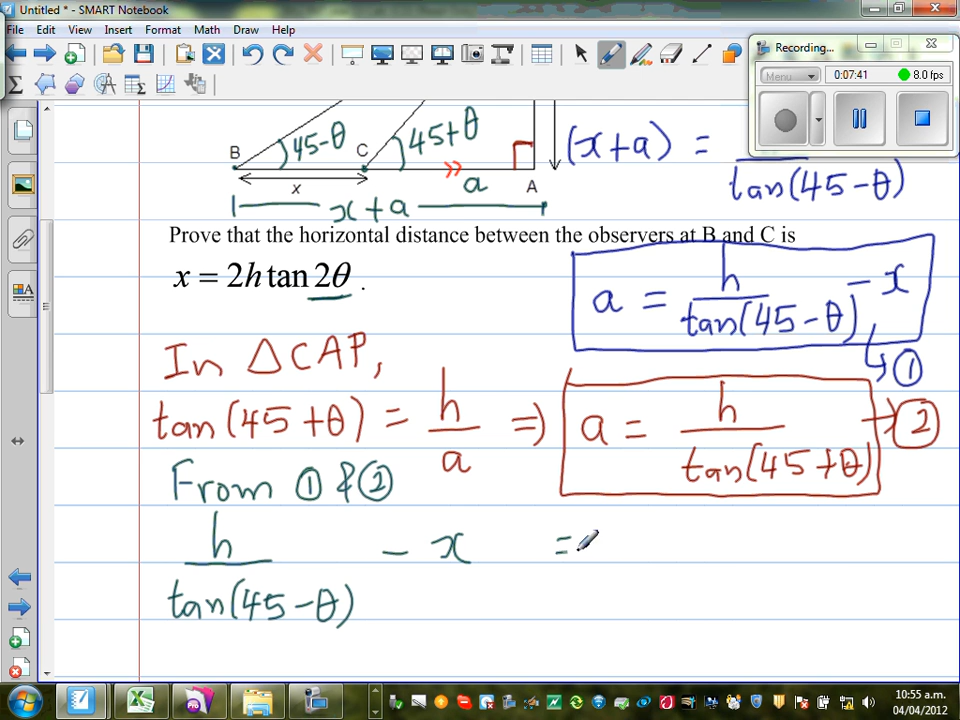 Untitled * - SMART Notebook
File Edit View Insert Format Math Draw Help
Recording...
Menu 0:07:41 8.0 fps
45-θ 45+θ
B C
x a A
x+a
(x+a) =
tan(45-θ)
Prove that the horizontal distance between the observers at B and C is
x = 2h tan 2θ .
a = h / tan(45-θ) - x
→ ①
In △CAP,
tan(45+θ) = h / a ⇒ a = h / tan(45+θ) → ②
From ① & ②
h / tan(45-θ) - x =
10:55 a.m.
04/04/2012